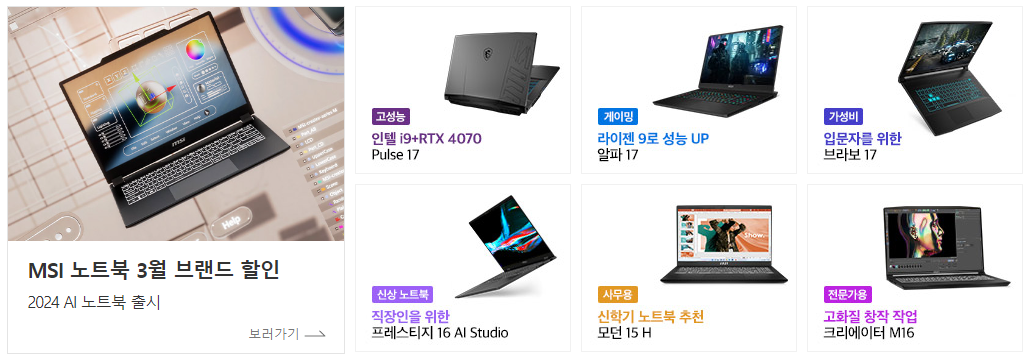 Help
MSI 노트북 3월 브랜드 할인
2024 AI 노트북 출시
보러가기
고성능
인텔 i9+RTX 4070
Pulse 17
게이밍
라이젠 9로 성능 UP
알파 17
가성비
입문자를 위한
브라보 17
신상 노트북
직장인을 위한
프레스티지 16 AI Studio
사무용
Show.
신학기 노트북 추천
모던 15 H
전문가용
고화질 창작 작업
크리에이터 M16